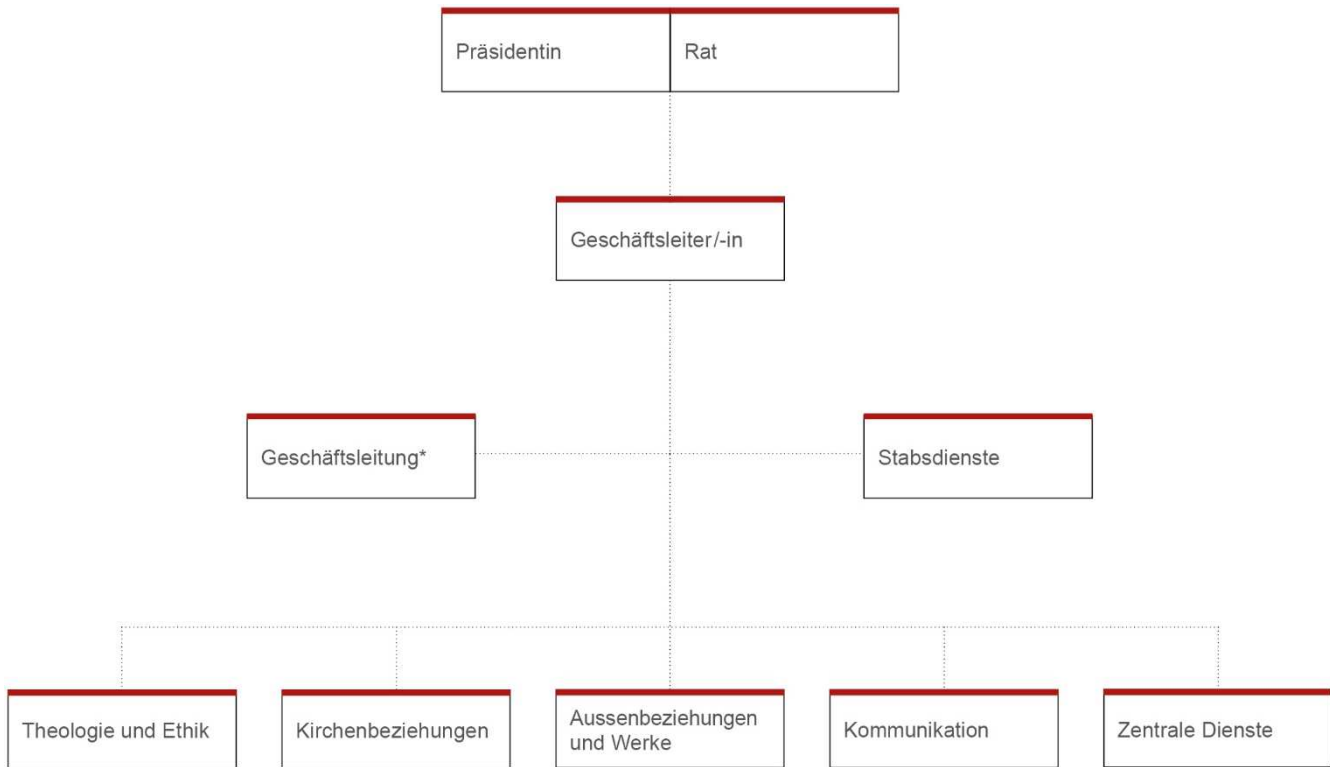 Präsidentin
Rat
Geschäftsleiter/-in
Geschäftsleitung*
Stabsdienste
Theologie und Ethik
Kirchenbeziehungen
Aussenbeziehungen
und Werke
Kommunikation
Zentrale Dienste